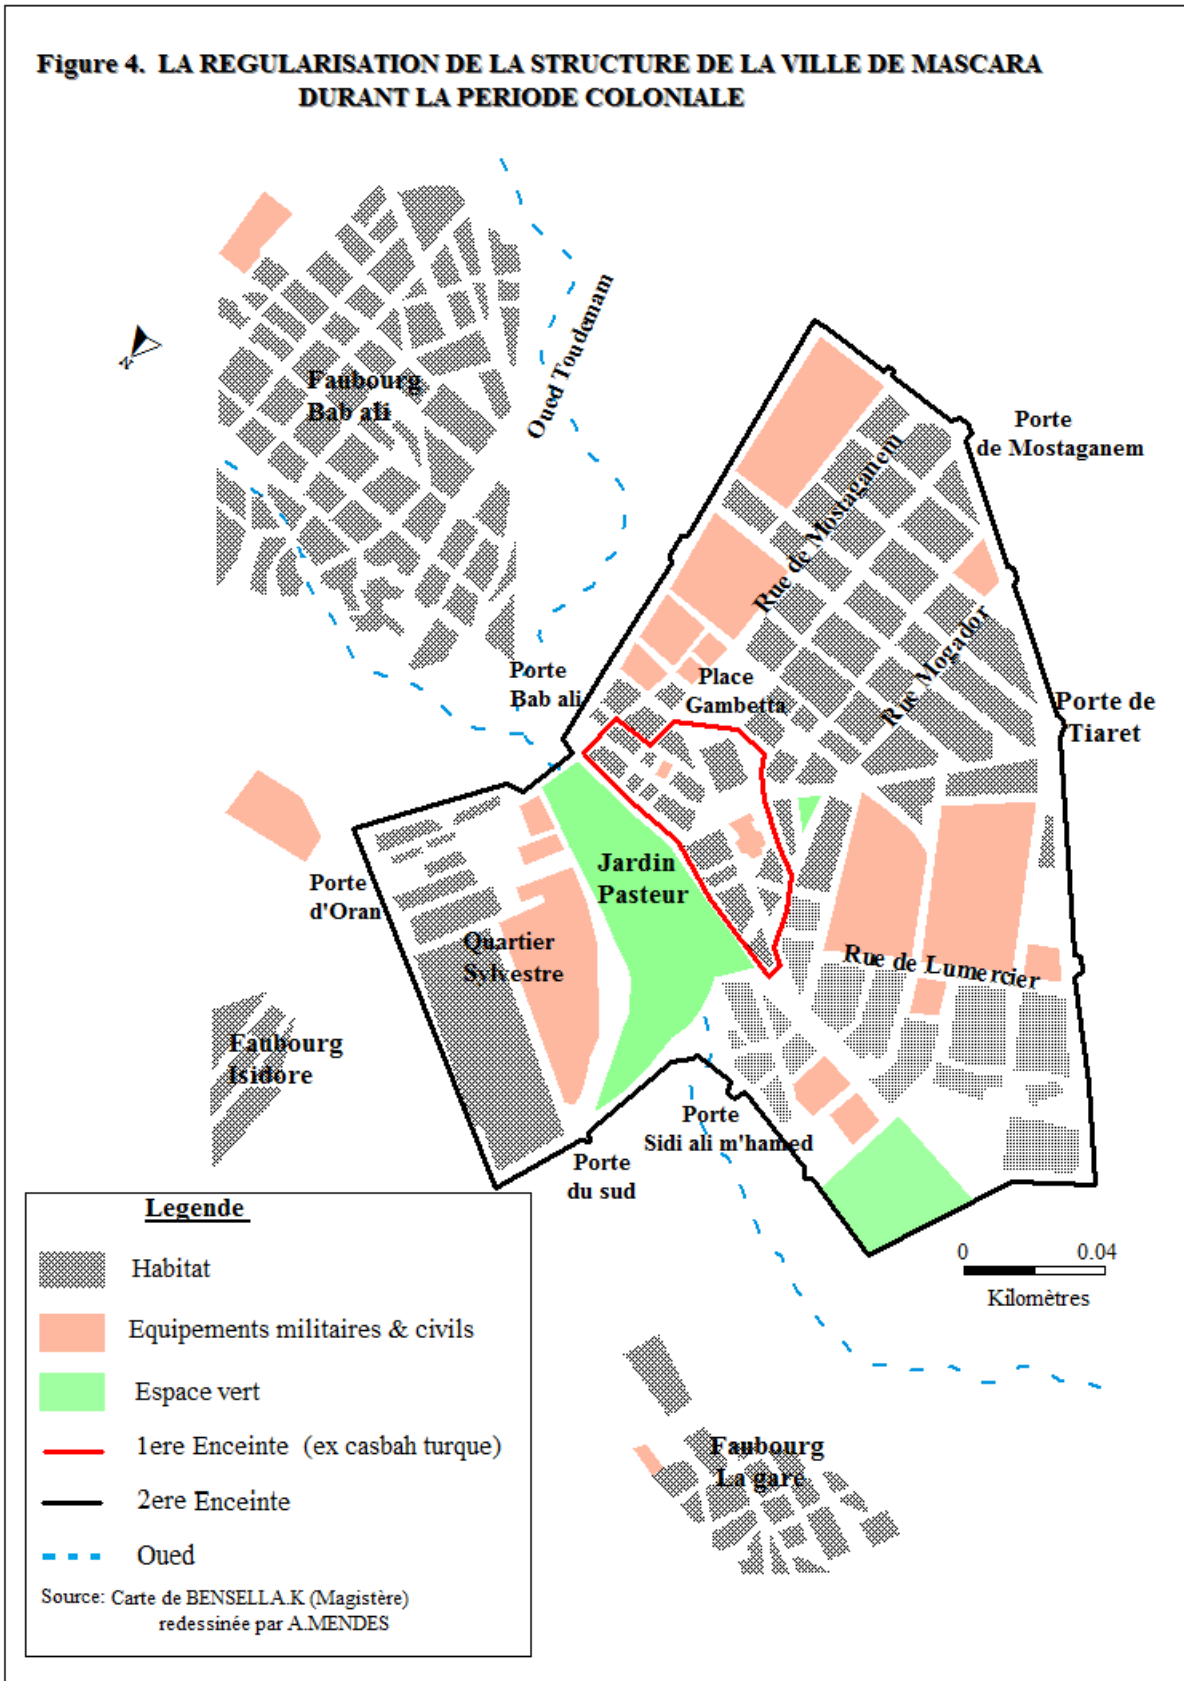 Figure 4. LA REGULARISATION DE LA STRUCTURE DE LA VILLE DE MASCARA
DURANT LA PERIODE COLONIALE
Oued Toudemam
N
Faubourg
Bab ali
Porte
de Mostaganem
Rue de Mostaganem
Rue Mogador
Porte
Bab ali
Place
Gambetta
Porte de
Tiaret
Jardin
Pasteur
Porte
d'Oran
Quartier
Sylvestre
Rue de Lumercier
Faubourg
Isidore
Porte
Sidi ali m'hamed
Porte
du sud
Legende
Habitat
Equipements militaires & civils
Espace vert
1ere Enceinte (ex casbah turque)
2ere Enceinte
Oued
Source: Carte de BENSELLA.K (Magistère)
redessinée par A.MENDES
0 0.04
Kilomètres
Faubourg
La gare